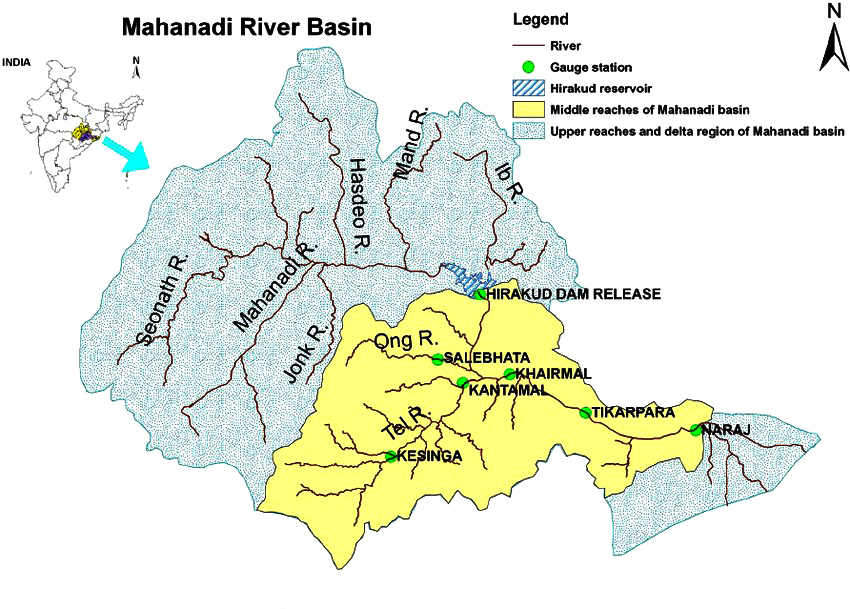 Mahanadi River Basin
INDIA
N
N
Legend
River
Gauge station
Hirakud reservoir
Middle reaches of Mahanadi basin
Upper reaches and delta region of Mahanadi basin
Hasdeo R.
Mand R.
Ib R.
Seonath R.
Mahanadi R.
Jonk R.
HIRAKUD DAM RELEASE
Ong R.
SALEBHATA
KHAIRMAL
KANTAMAL
Tel R.
TIKARPARA
NARAJ
KESINGA